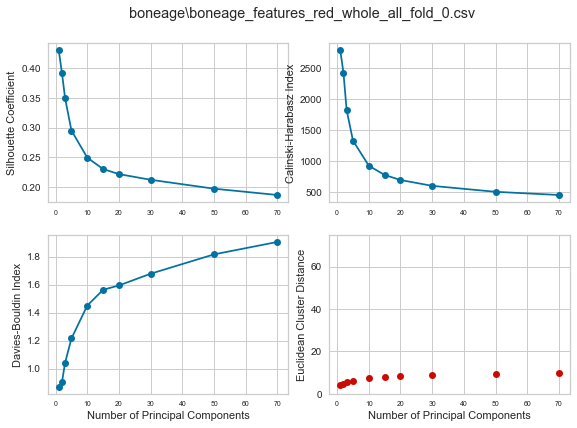 boneage\boneage_features_red_whole_all_fold_0.csv
Silhouette Coefficient
0.40
0.35
0.30
0.25
0.20
0 10 20 30 40 50 60 70
Calinski-Harabasz Index
2500
2000
1500
1000
500
0 10 20 30 40 50 60 70
Davies-Bouldin Index
1.8
1.6
1.4
1.2
1.0
0 10 20 30 40 50 60 70
Number of Principal Components
Euclidean Cluster Distance
60
40
20
0
0 10 20 30 40 50 60 70
Number of Principal Components